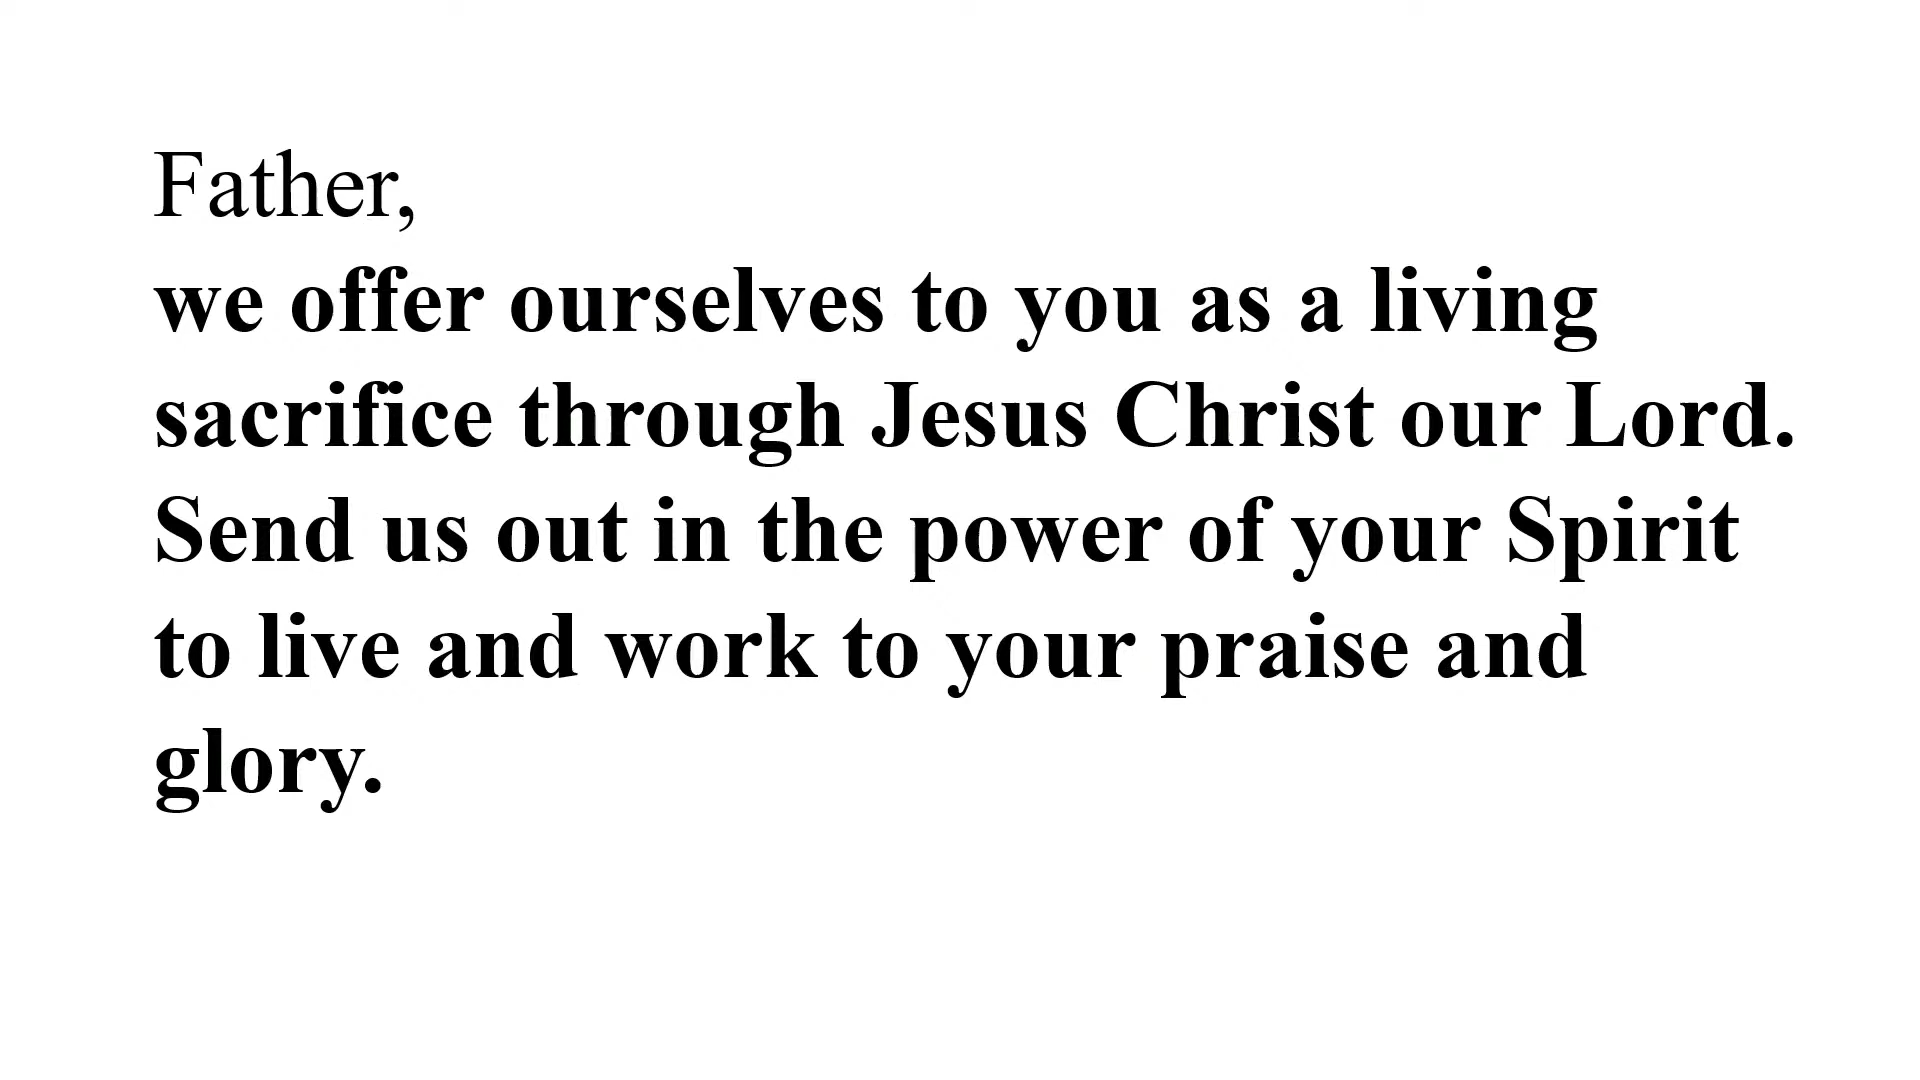 Father,
we offer ourselves to you as a living
sacrifice through Jesus Christ our Lord.
Send us out in the power of your Spirit
to live and work to your praise and
glory.